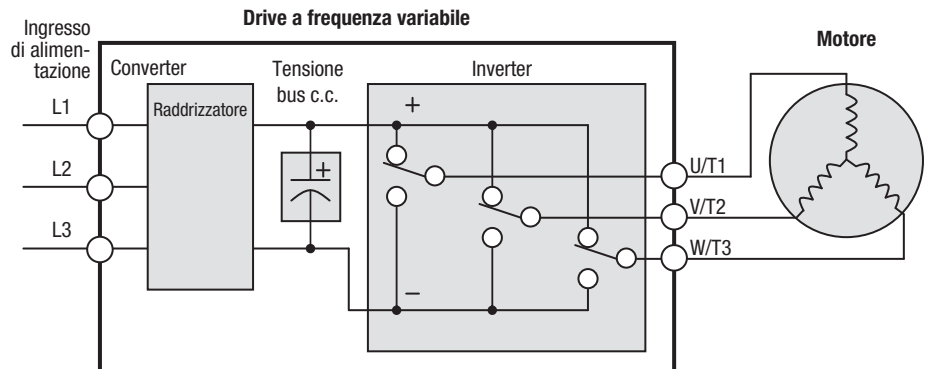 Drive a frequenza variabile
Ingresso
di alimen-
tazione
Motore
Converter
Tensione
bus c.c.
Inverter
L1
Raddrizzatore
+
+
L2
U/T1
V/T2
L3
W/T3
–